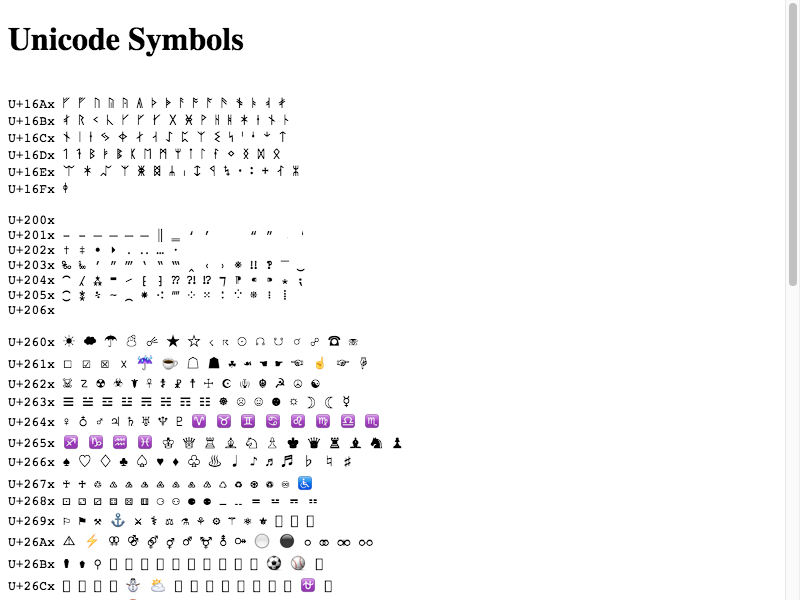 Unicode Symbols
U+16Ax ᚠ ᚡ ᚢ ᚣ ᚤ ᚥ ᚦ ᚧ ᚨ ᚩ ᚪ ᚫ ᚬ ᚭ ᚮ ᚯ
U+16Bx ᚰ ᚱ ᚲ ᚳ ᚴ ᚵ ᚶ ᚷ ᚸ ᚹ ᚺ ᚻ ᚼ ᚽ ᚾ ᚿ
U+16Cx ᛀ ᛁ ᛂ ᛃ ᛄ ᛅ ᛆ ᛇ ᛈ ᛉ ᛊ ᛋ ᛌ ᛍ ᛎ ᛏ
U+16Dx ᛐ ᛑ ᛒ ᛓ ᛔ ᛕ ᛖ ᛗ ᛘ ᛙ ᛚ ᛛ ᛜ ᛝ ᛞ ᛟ
U+16Ex ᛠ ᛡ ᛢ ᛣ ᛤ ᛥ ᛦ ᛧ ᛨ ᛩ ᛪ ᛫ ᛬ ᛭ ᛮ ᛯ
U+16Fx ᛰ
U+200x
U+201x ‐ ‑ ‒ – — ― ‖ ‗ ‘ ’ “ ”
U+202x † ‡ • ‣ ․ ‥ … ‧
U+203x ‰ ‱ ′ ″ ‴ ‵ ‶ ‷ ‸ ‹ › ※ ‼ ‽ ‾ ‿
U+204x ⁀ ⁁ ⁂ ⁃ ⁄ ⁅ ⁆ ⁇ ⁈ ⁉ ⁊ ⁋ ⁌ ⁍ ⁎ ⁏
U+205x ⁐ ⁑ ⁒ ⁓ ⁔ ⁕ ⁖ ⁗ ⁘ ⁙ ⁚ ⁛ ⁜ ⁝ ⁞
U+206x
U+260x ☀ ☁ ☂ ☃ ☄ ★ ☆ ☇ ☈ ☉ ☊ ☋ ☌ ☍ ☎ ☏
U+261x ☐ ☑ ☒ ☓ ☔ ☕ ☖ ☗ ☘ ☙ ☚ ☛ ☜ ☝ ☞ ☟
U+262x ☠ ☡ ☢ ☣ ☤ ☥ ☦ ☧ ☨ ☩ ☪ ☫ ☬ ☭ ☮ ☯
U+263x ☰ ☱ ☲ ☳ ☴ ☵ ☶ ☷ ☸ ☹ ☺ ☻ ☼ ☽ ☾ ☿
U+264x ♀ ♁ ♂ ♃ ♄ ♅ ♆ ♇ ♈ ♉ ♊ ♋ ♌ ♍ ♎ ♏
U+265x ♐ ♑ ♒ ♓ ♔ ♕ ♖ ♗ ♘ ♙ ♚ ♛ ♜ ♝ ♞ ♟
U+266x ♠ ♡ ♢ ♣ ♤ ♥ ♦ ♧ ♨ ♩ ♪ ♫ ♬ ♭ ♮ ♯
U+267x ♰ ♱ ♲ ♳ ♴ ♵ ♶ ♷ ♸ ♹ ♺ ♻ ♼ ♽ ♾ ♿
U+268x ⚀ ⚁ ⚂ ⚃ ⚄ ⚅ ⚆ ⚇ ⚈ ⚉ ⚊ ⚋ ⚌ ⚍ ⚎ ⚏
U+269x ⚐ ⚑ ⚒ ⚓ ⚔ ⚕ ⚖ ⚗ ⚘ ⚙ ⚚ ⚛ ⚜
U+26Ax ⚠ ⚡ ⚢ ⚣ ⚤ ⚥ ⚦ ⚧ ⚨ ⚩ ⚪ ⚫ ⚬ ⚭ ⚮ ⚯
U+26Bx ⚰ ⚱ ⚲ ⚽ ⚾
U+26Cx ⛄ ⛅ ⛎